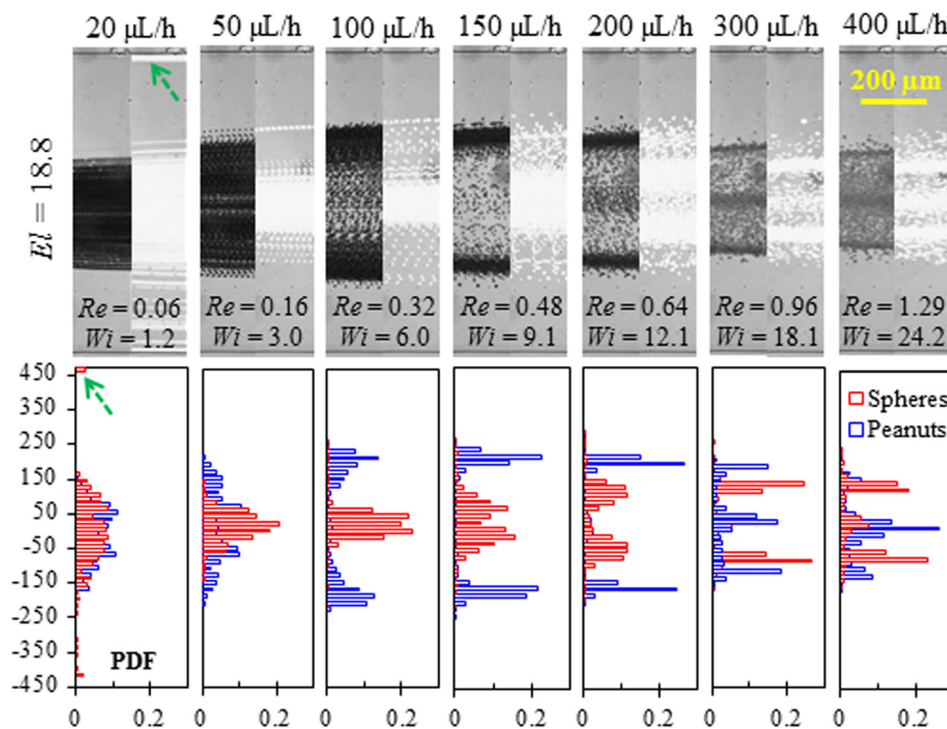 20 µL/h 50 µL/h 100 µL/h 150 µL/h 200 µL/h 300 µL/h 400 µL/h
200 µm
El = 18.8
Re = 0.06 Re = 0.16 Re = 0.32 Re = 0.48 Re = 0.64 Re = 0.96 Re = 1.29
Wi = 1.2 Wi = 3.0 Wi = 6.0 Wi = 9.1 Wi = 12.1 Wi = 18.1 Wi = 24.2
450
350
250
150
50
-50
-150
-250
-350
-450
Spheres
Peanuts
PDF
0 0.2 0 0.2 0 0.2 0 0.2 0 0.2 0 0.2 0 0.2